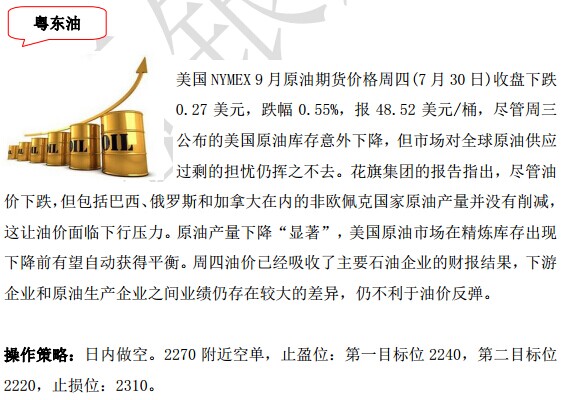 粤东油
美国 NYMEX 9 月原油期货价格周四(7 月 30 日)收盘下跌
0.27 美元，跌幅 0.55%，报 48.52 美元/桶，尽管周三
公布的美国原油库存意外下降，但市场对全球原油供应
过剩的担忧仍挥之不去。花旗集团的报告指出，尽管油
价下跌，但包括巴西、俄罗斯和加拿大在内的非欧佩克国家原油产量并没有削减，
这让油价面临下行压力。原油产量下降“显著”，美国原油市场在精炼库存出现
下降前有望自动获得平衡。周四油价已经吸收了主要石油企业的财报结果，下游
企业和原油生产企业之间业绩仍存在较大的差异，仍不利于油价反弹。
操作策略：日内做空。2270 附近空单，止盈位：第一目标位 2240，第二目标位
2220，止损位：2310。
OIL
OIL
OIL